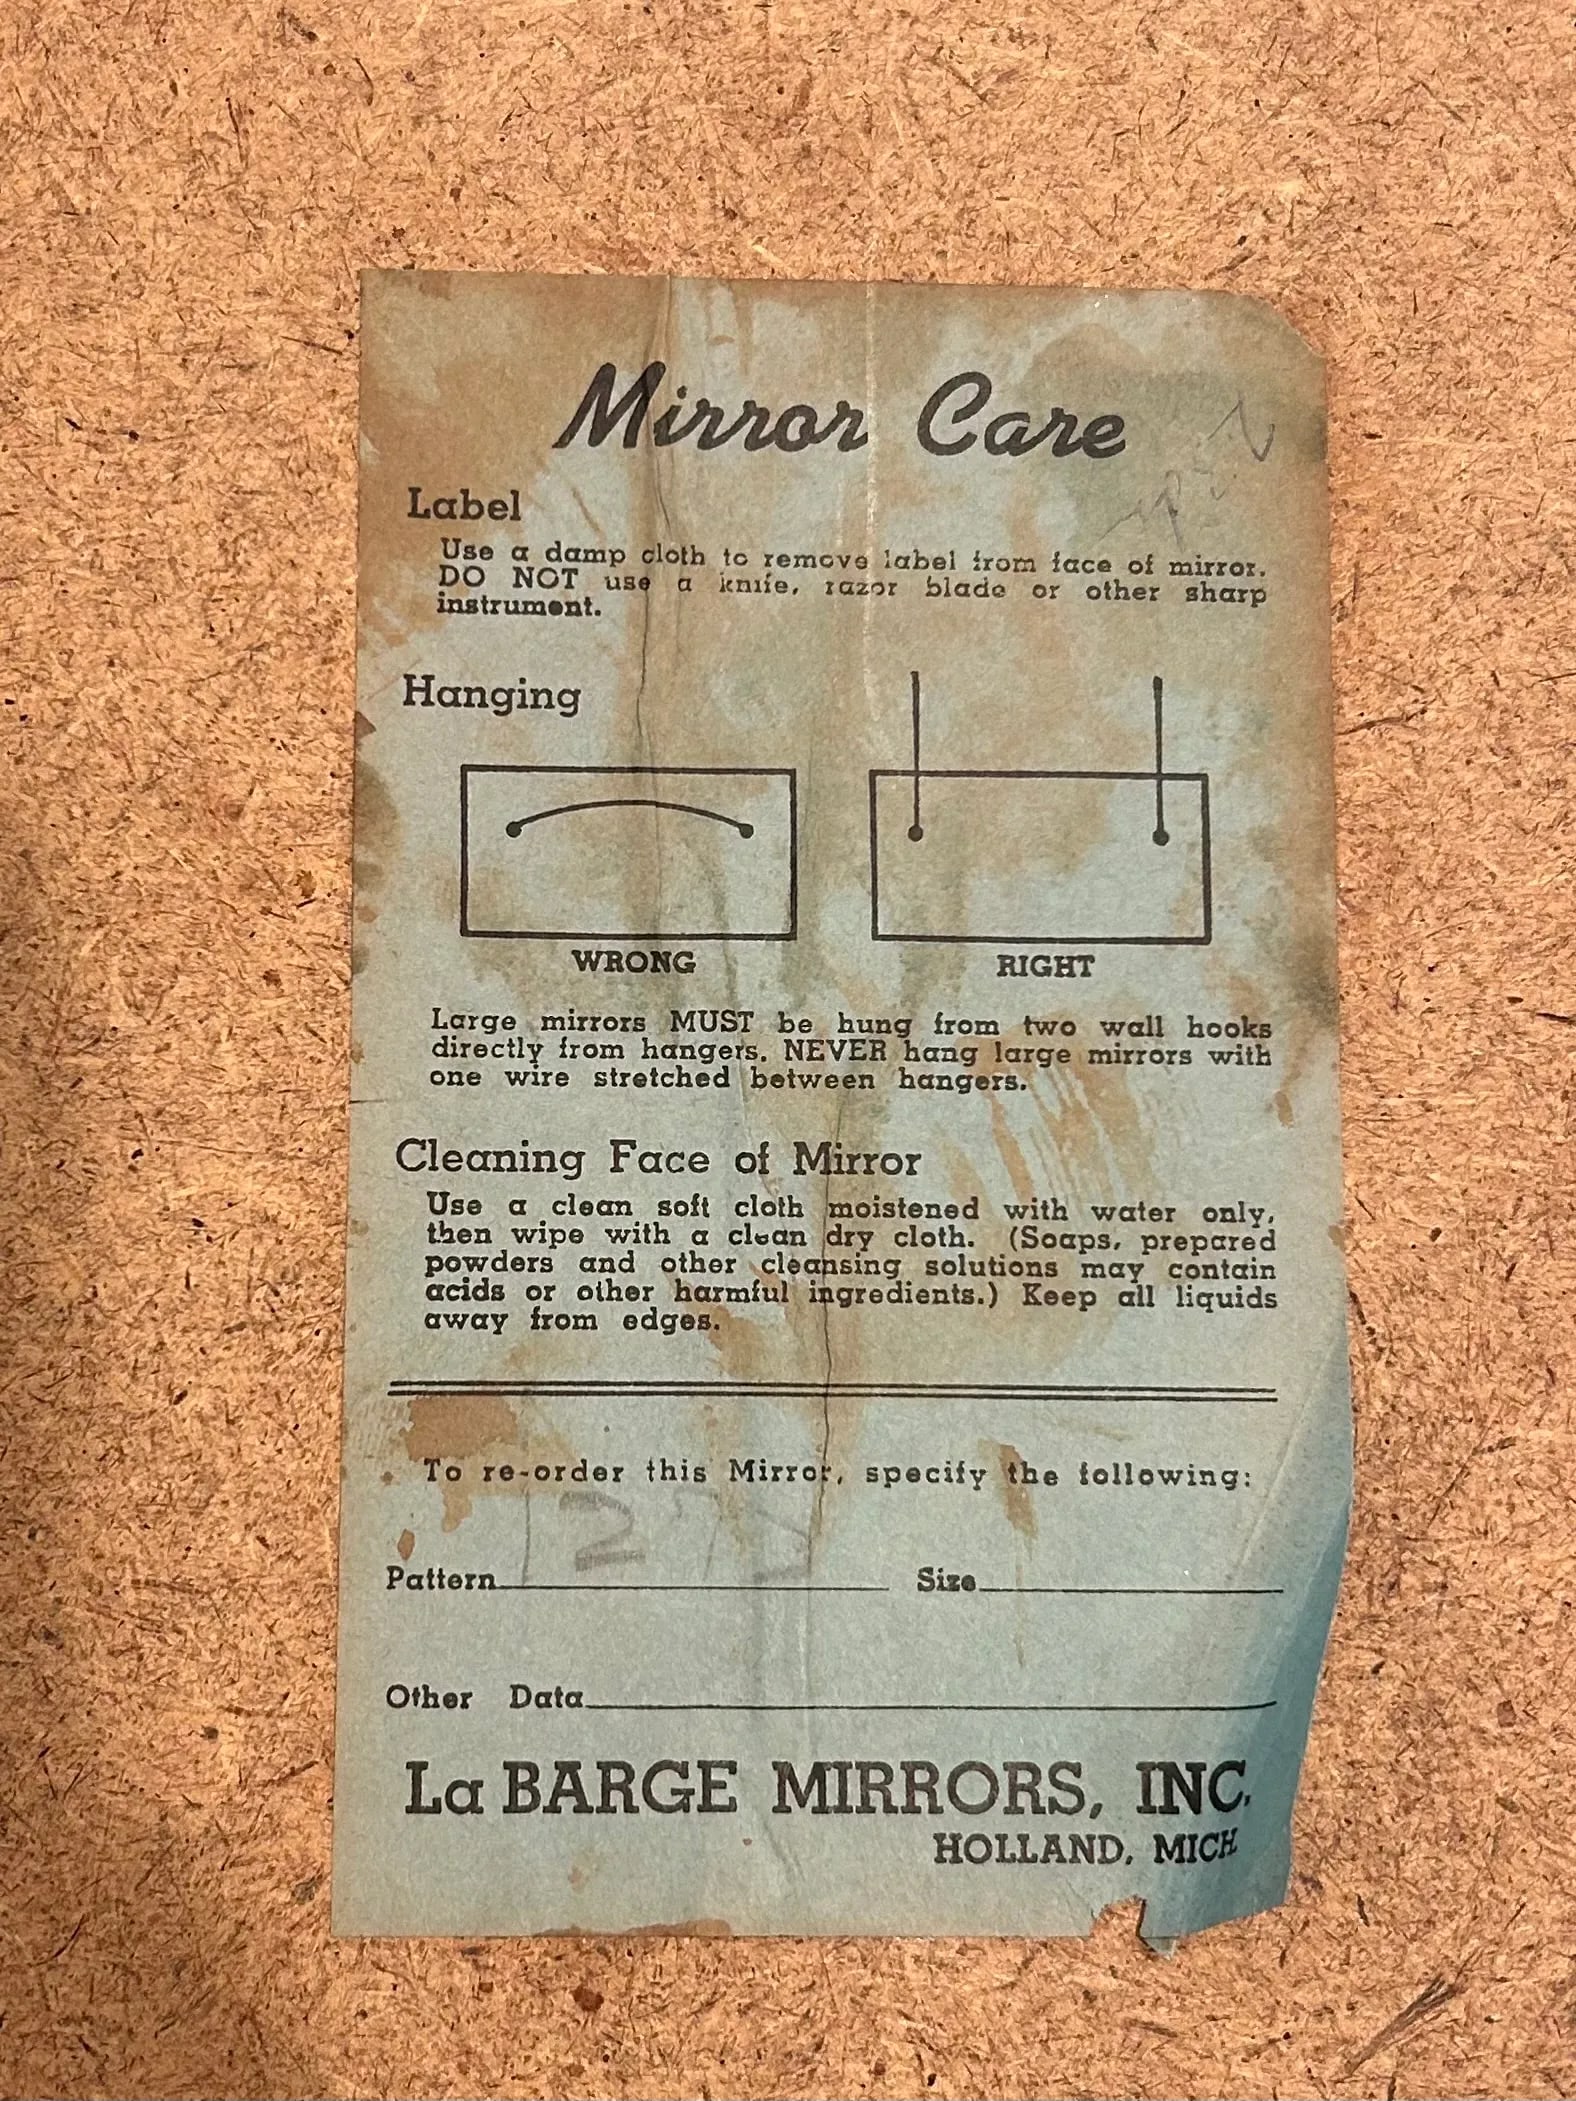 Mirror Care
Label
Use a damp cloth to remove label from face of mirror.
DO NOT use a knife, razor blade or other sharp
instrument.
Hanging
WRONG
RIGHT
Large mirrors MUST be hung from two wall hooks
directly from hangers. NEVER hang large mirrors with
one wire stretched between hangers.
Cleaning Face of Mirror
Use a clean soft cloth moistened with water only,
then wipe with a clean dry cloth. (Soaps, prepared
powders and other cleansing solutions may contain
acids or other harmful ingredients.) Keep all liquids
away from edges.
To re-order this Mirror, specify the following:
Pattern Size
Other Data
La BARGE MIRRORS, INC.
HOLLAND, MICH